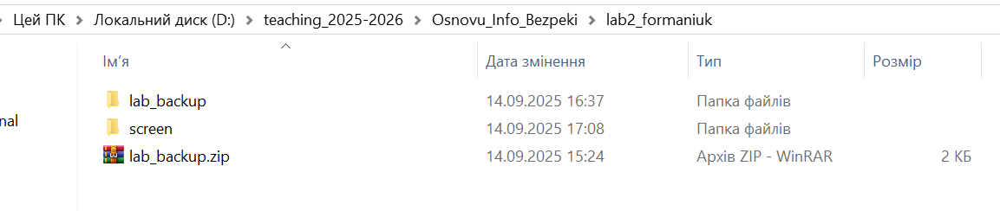 Цей ПК > Локальний диск (D:) > teaching_2025-2026 > Osnovu_Info_Bezpeki > lab2_formaniuk
Ім'я Дата змінення Тип Розмір
lab_backup 14.09.2025 16:37 Папка файлів
nal
screen 14.09.2025 17:08 Папка файлів
lab_backup.zip 14.09.2025 15:24 Архів ZIP - WinRAR 2 КБ